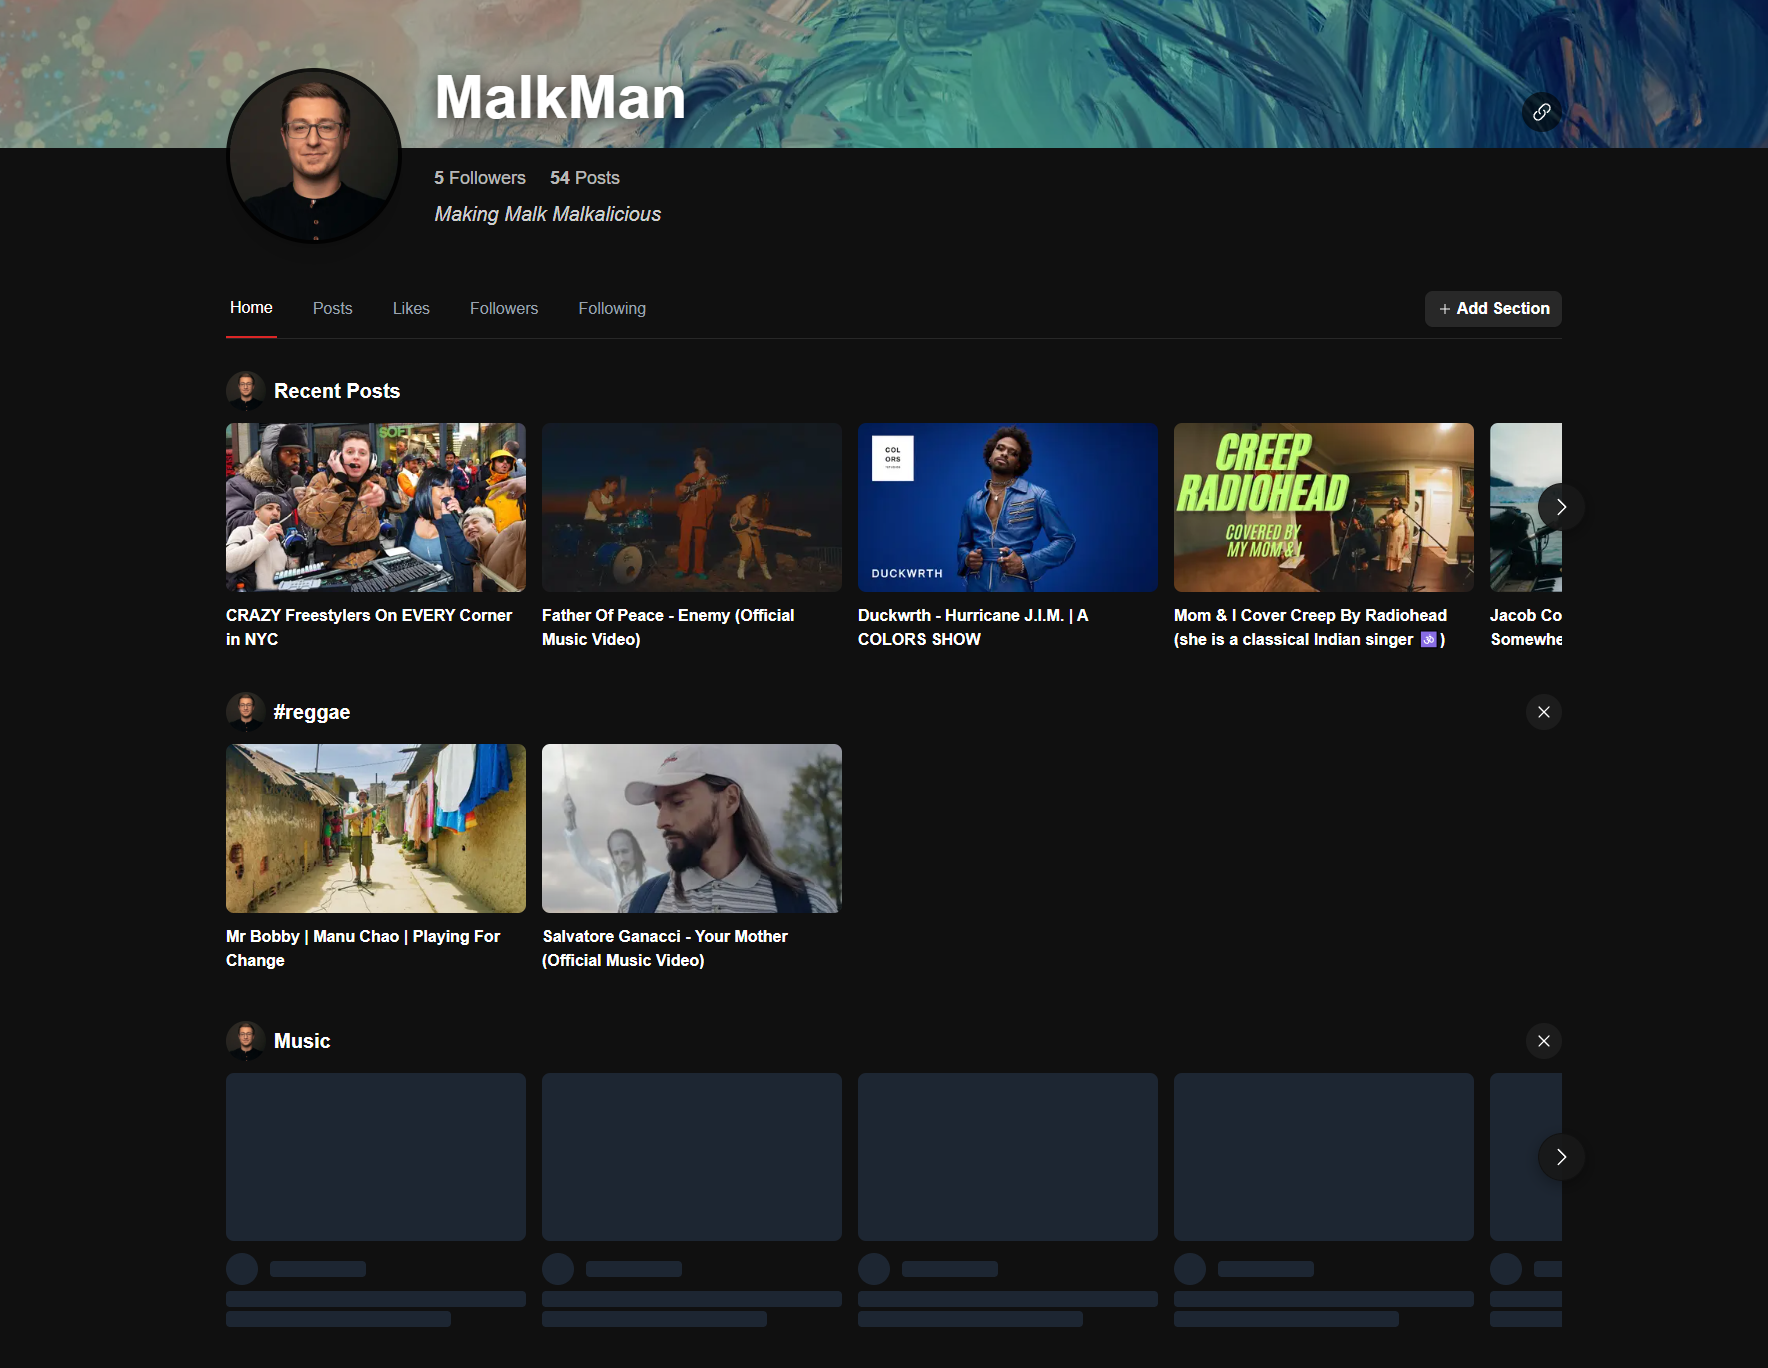 MalkMan
5 Followers 54 Posts
Making Malk Malkalicious
Home Posts Likes Followers Following
+ Add Section
Recent Posts
SOFT
COL
ORS
DUCKWRTH
CREEP
RADIOHEAD
COVERED BY
MY MOM & I
CRAZY Freestylers On EVERY Corner
in NYC
Father Of Peace - Enemy (Official
Music Video)
Duckwrth - Hurricane J.I.M. | A
COLORS SHOW
Mom & I Cover Creep By Radiohead
(she is a classical Indian singer 🕉️)
Jacob Co
Somewhe
#reggae
Mr Bobby | Manu Chao | Playing For
Change
Salvatore Ganacci - Your Mother
(Official Music Video)
Music